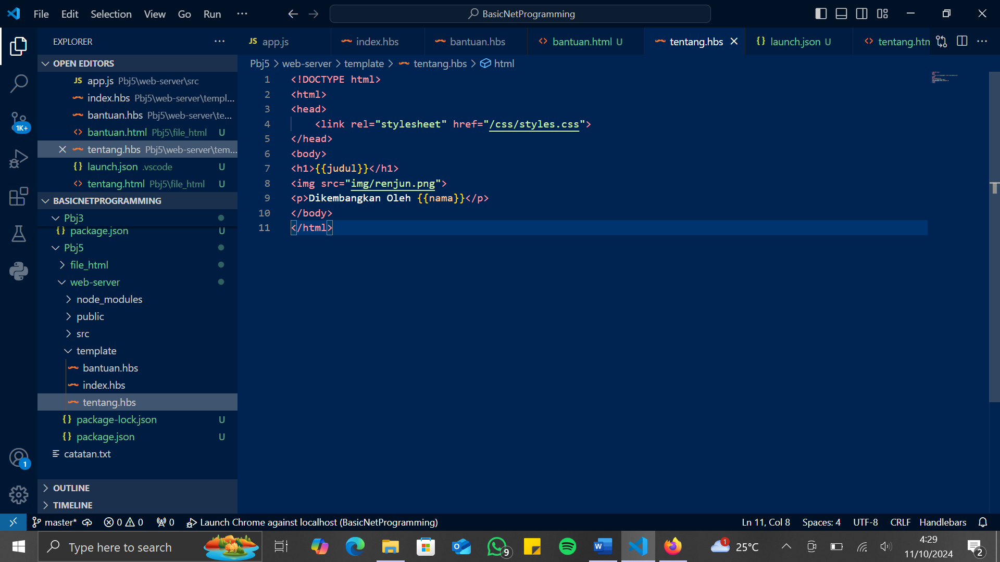 File Edit Selection View Go Run ··· BasicNetProgramming
EXPLORER
JS app.js index.hbs bantuan.hbs <> bantuan.html U tentang.hbs {} launch.json U <> tentang.htm
OPEN EDITORS
Pbj5 > web-server > template > tentang.hbs > html
JS app.js Pbj5\web-server\src
index.hbs Pbj5\web-server\templ...
bantuan.hbs Pbj5\web-server\te...
<> bantuan.html Pbj5\file_html U
tentang.hbs Pbj5\web-server\tem...
{} launch.json .vscode U
<> tentang.html Pbj5\file_html U
BASICNETPROGRAMMING
Pbj3
{} package.json U
Pbj5
file_html
web-server
node_modules
public
src
template
bantuan.hbs
index.hbs
tentang.hbs
{} package-lock.json U
{} package.json U
catatan.txt
OUTLINE
TIMELINE
1K+
1
1 <!DOCTYPE html>
2 <html>
3 <head>
4 <link rel="stylesheet" href="/css/styles.css">
5 </head>
6 <body>
7 <h1>{{judul}}</h1>
8 <img src="img/renjun.png">
9 <p>Dikembangkan Oleh {{nama}}</p>
10 </body>
11 </html>
master* 0 0 0 Launch Chrome against localhost (BasicNetProgramming) Ln 11, Col 8 Spaces: 4 UTF-8 CRLF Handlebars
Type here to search 9 1 25°C 4:29
11/10/2024 2